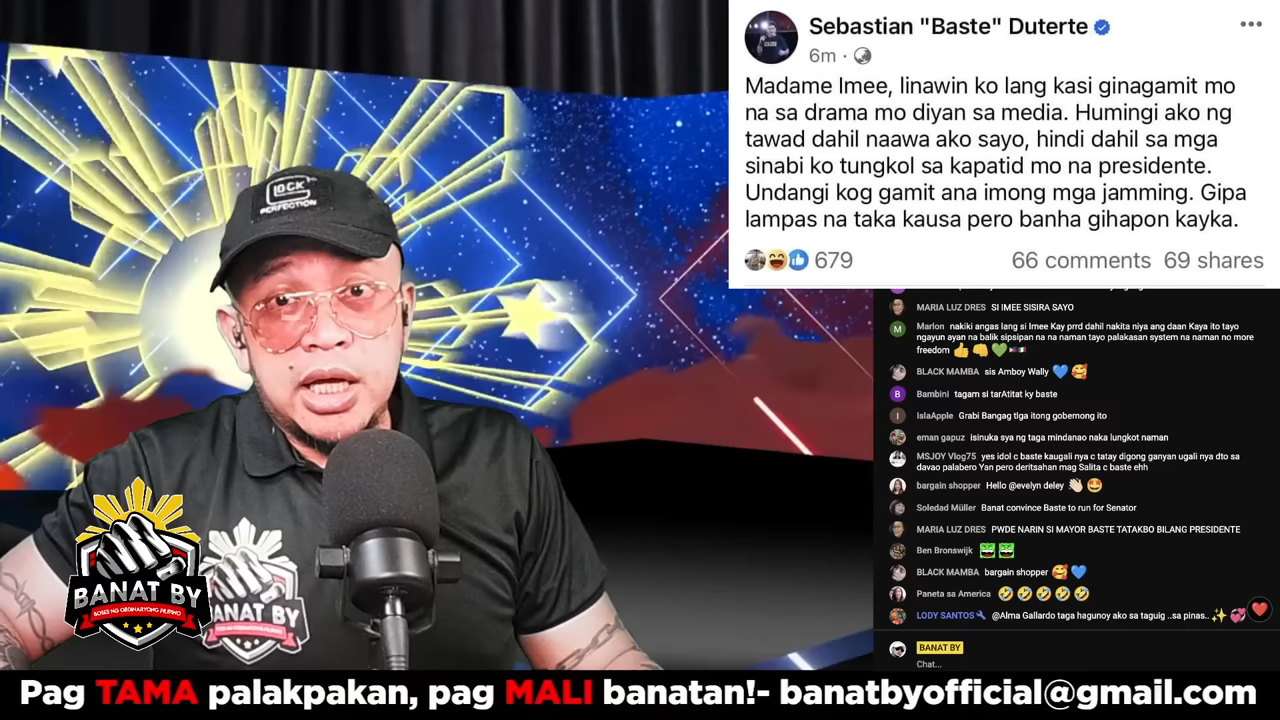 Sebastian "Baste" Duterte
6m ·
Madame Imee, linawin ko lang kasi ginagamit mo
na sa drama mo diyan sa media. Humingi ako ng
tawad dahil naawa ako sayo, hindi dahil sa mga
sinabi ko tungkol sa kapatid mo na presidente.
Undangi kog gamit ana imong mga jamming. Gipa
lampas na taka kausa pero banha gihapon kayka.
679 66 comments 69 shares
GLOCK
PERFECTION
MARIA LUZ DRES SI IMEE SISIRA SAYO
M Marlon nakiki angas lang si Imee Kay prrd dahil nakita niya ang daan Kaya ito tayo
ngayun ayan na balik sipsipan na na naman tayo palakasan system na naman no more
freedom
BLACK MAMBA sis Amboy Wally
B Bambini tagam si tarAtitat ky baste
I IslaApple Grabi Bangag tlga itong gobernong ito
eman gapuz isinuka sya ng taga mindanao naka lungkot naman
MSJOY Vlog75 yes idol c baste kaugali nya c tatay digong ganyan ugali nya dto sa
davao palabero Yan pero deritsahan mag Salita c baste ehh
bargain shopper Hello @evelyn deley
Soledad Müller Banat convince Baste to run for Senator
MARIA LUZ DRES PWDE NARIN SI MAYOR BASTE TATAKBO BILANG PRESIDENTE
Ben Bronswijk
BLACK MAMBA bargain shopper
Paneta sa America
LODY SANTOS @Alma Gallardo taga hagunoy ako sa taguig ..sa pinas..
BANAT BY
Chat...
BANAT BY
BOSES NG ORDINARYONG PILIPINO
BANAT BY
Pag TAMA palakpakan, pag MALI banatan!- banatbyofficial@gmail.com